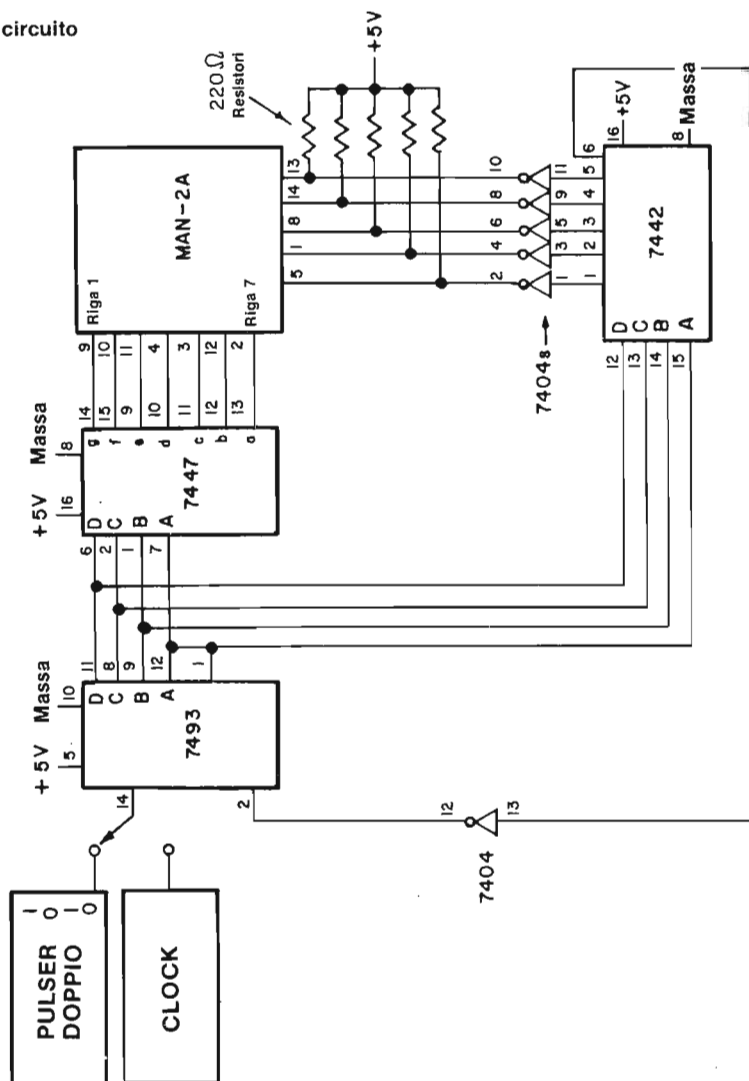 circuito
220Ω
Resistori
+5V
MAN-2A
Riga 1
Riga 7
9
10
11
4
3
12
2
13
14
8
1
5
10
8
6
4
2
11
9
5
3
1
7404s
6
5
4
3
2
1
16
+5V
8
Massa
7442
D
C
B
A
12
13
14
15
+5V
Massa
16
8
7447
D
C
B
A
6
2
1
7
g
f
e
d
c
b
a
14
15
9
10
11
12
13
+5V
Massa
5
10
7493
D
C
B
A
11
8
9
12
1
14
2
12
13
7404
PULSER
DOPPIO
1
0
1
0
CLOCK